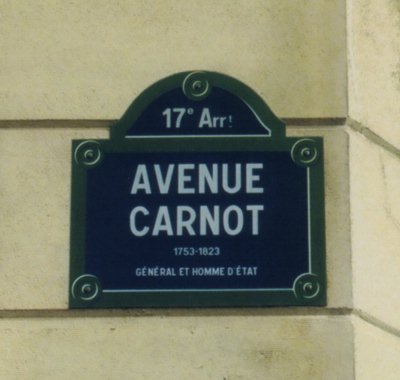 17e Arrt
AVENUE
CARNOT
1753-1823
GÉNÉRAL ET HOMME D'ÉTAT